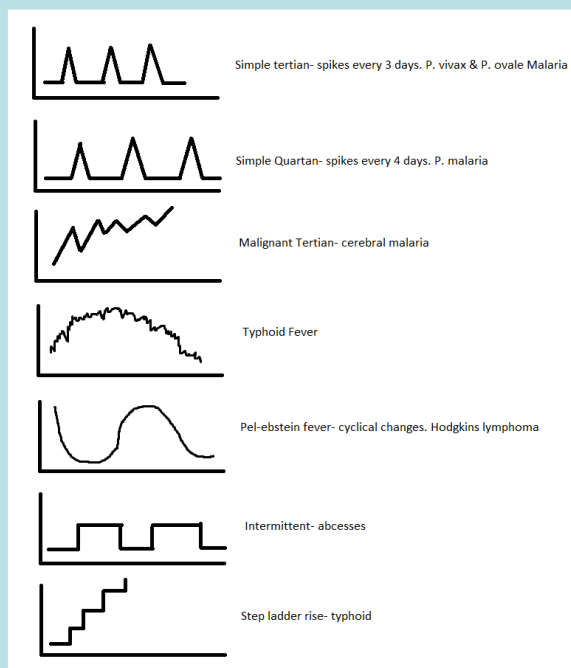 Simple tertian- spikes every 3 days. P. vivax & P. ovale Malaria
Simple Quartan- spikes every 4 days. P. malaria
Malignant Tertian- cerebral malaria
Typhoid Fever
Pel-ebstein fever- cyclical changes. Hodgkins lymphoma
Intermittent- abcesses
Step ladder rise- typhoid